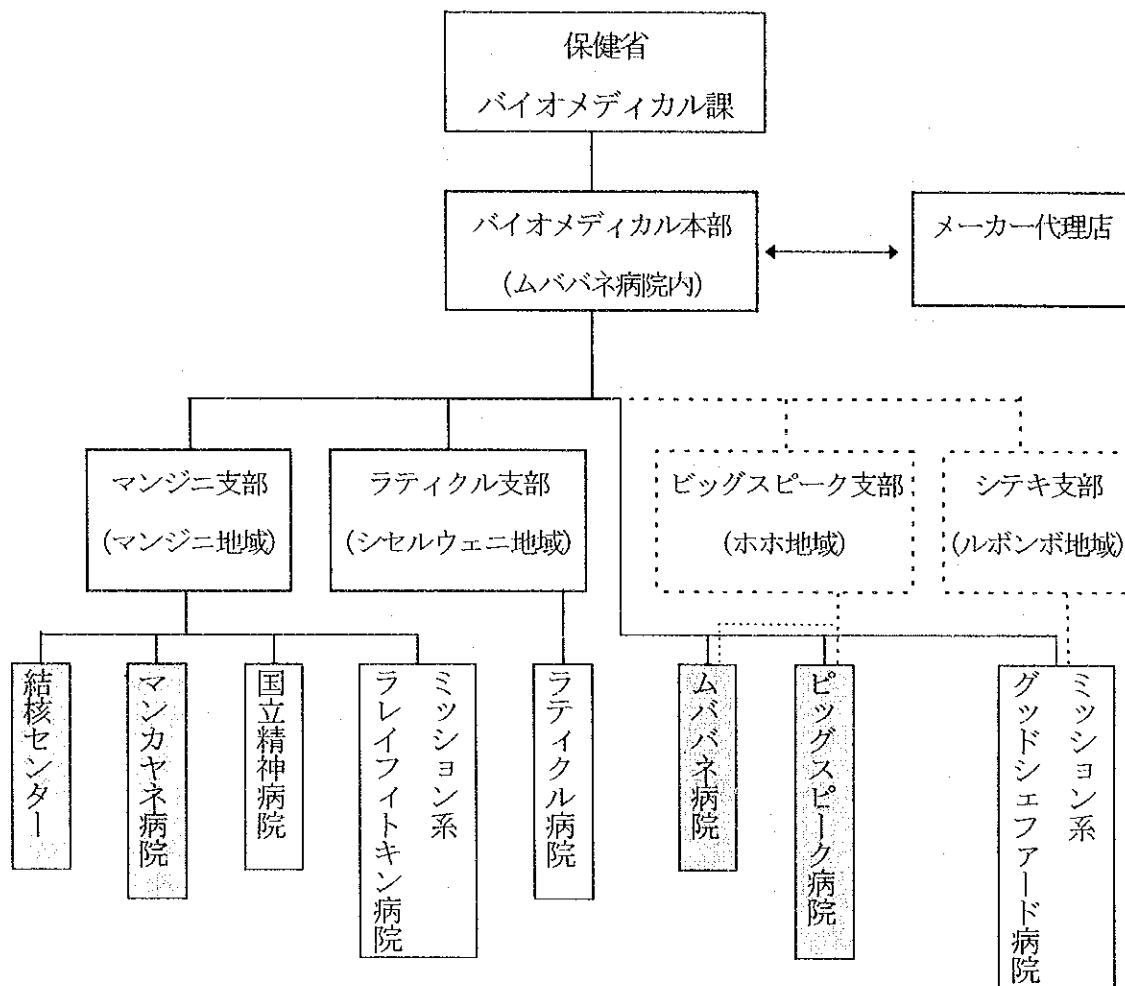 保健省
バイオメディカル課
バイオメディカル本部
(ムババネ病院内)
メーカー代理店
マンジニ支部
(マンジニ地域)
ラティクル支部
(シセルウェニ地域)
ビッグスピーク支部
(ホホ地域)
シテキ支部
(ルボンボ地域)
結核センター
マンカヤネ病院
国立精神病院
ミッション系
ラレイフィトキン病院
ラティクル病院
ムババネ病院
ピッグスピーク病院
ミッション系
グッドシェファード病院